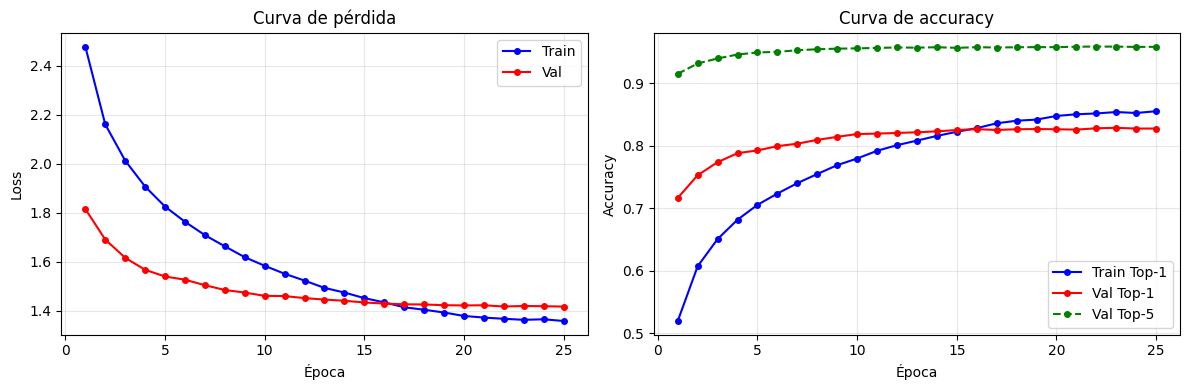 Curva de pérdida
Loss
2.4
2.2
2.0
1.8
1.6
1.4
0
5
10
15
20
25
Época
Train
Val
Curva de accuracy
Accuracy
0.9
0.8
0.7
0.6
0.5
0
5
10
15
20
25
Época
Train Top-1
Val Top-1
Val Top-5